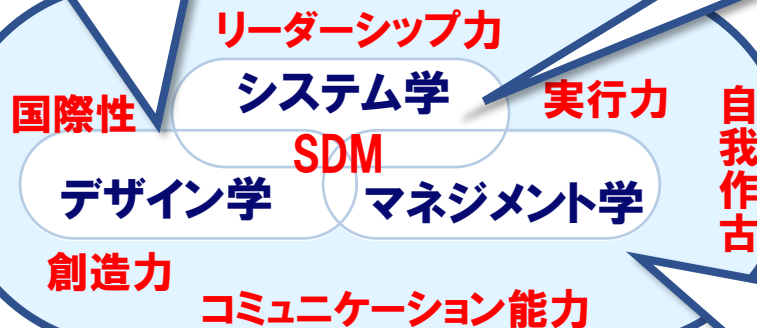 リーダーシップ力
システム学
実行力
国際性
SDM
デザイン学
マネジメント学
自我作古
創造力
コミュニケーション能力